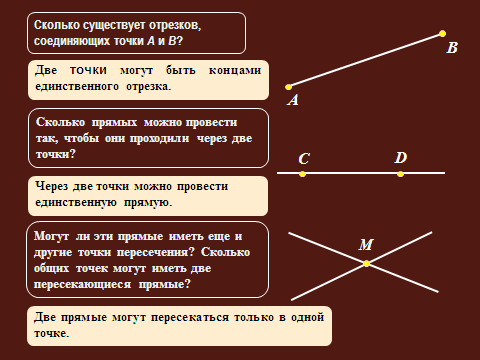 Сколько существует отрезков,
соединяющих точки А и В?
B
Две точки могут быть концами
единственного отрезка.
A
Сколько прямых можно провести
так, чтобы они проходили через две
точки?
C D
Через две точки можно провести
единственную прямую.
Могут ли эти прямые иметь еще и
другие точки пересечения? Сколько
общих точек могут иметь две
пересекающиеся прямые?
M
Две прямые могут пересекаться только в одной
точке.